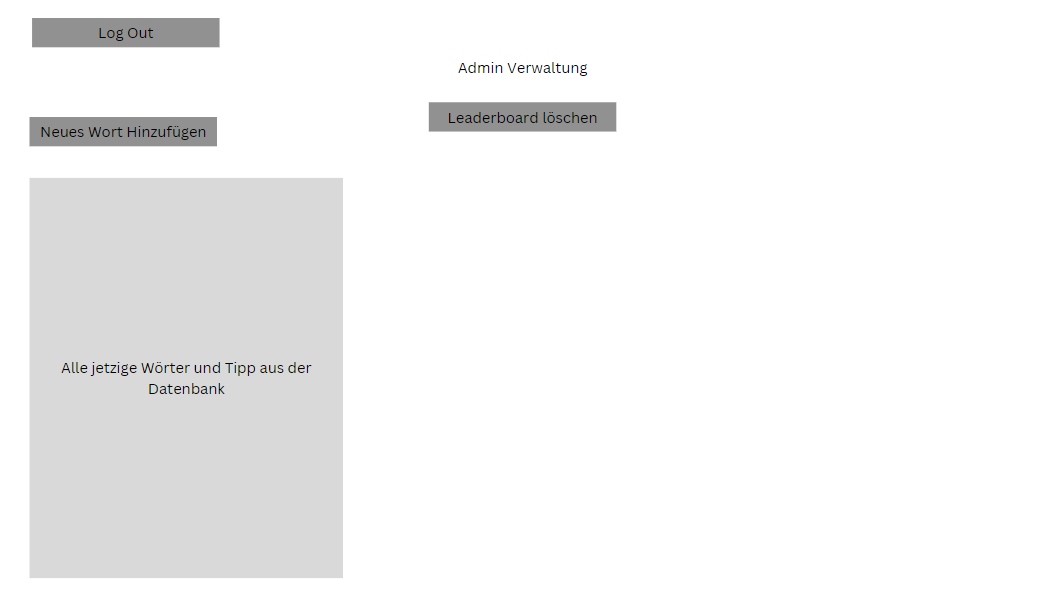 Log Out
Admin Verwaltung
Leaderboard löschen
Neues Wort Hinzufügen
Alle jetzige Wörter und Tipp aus der
Datenbank